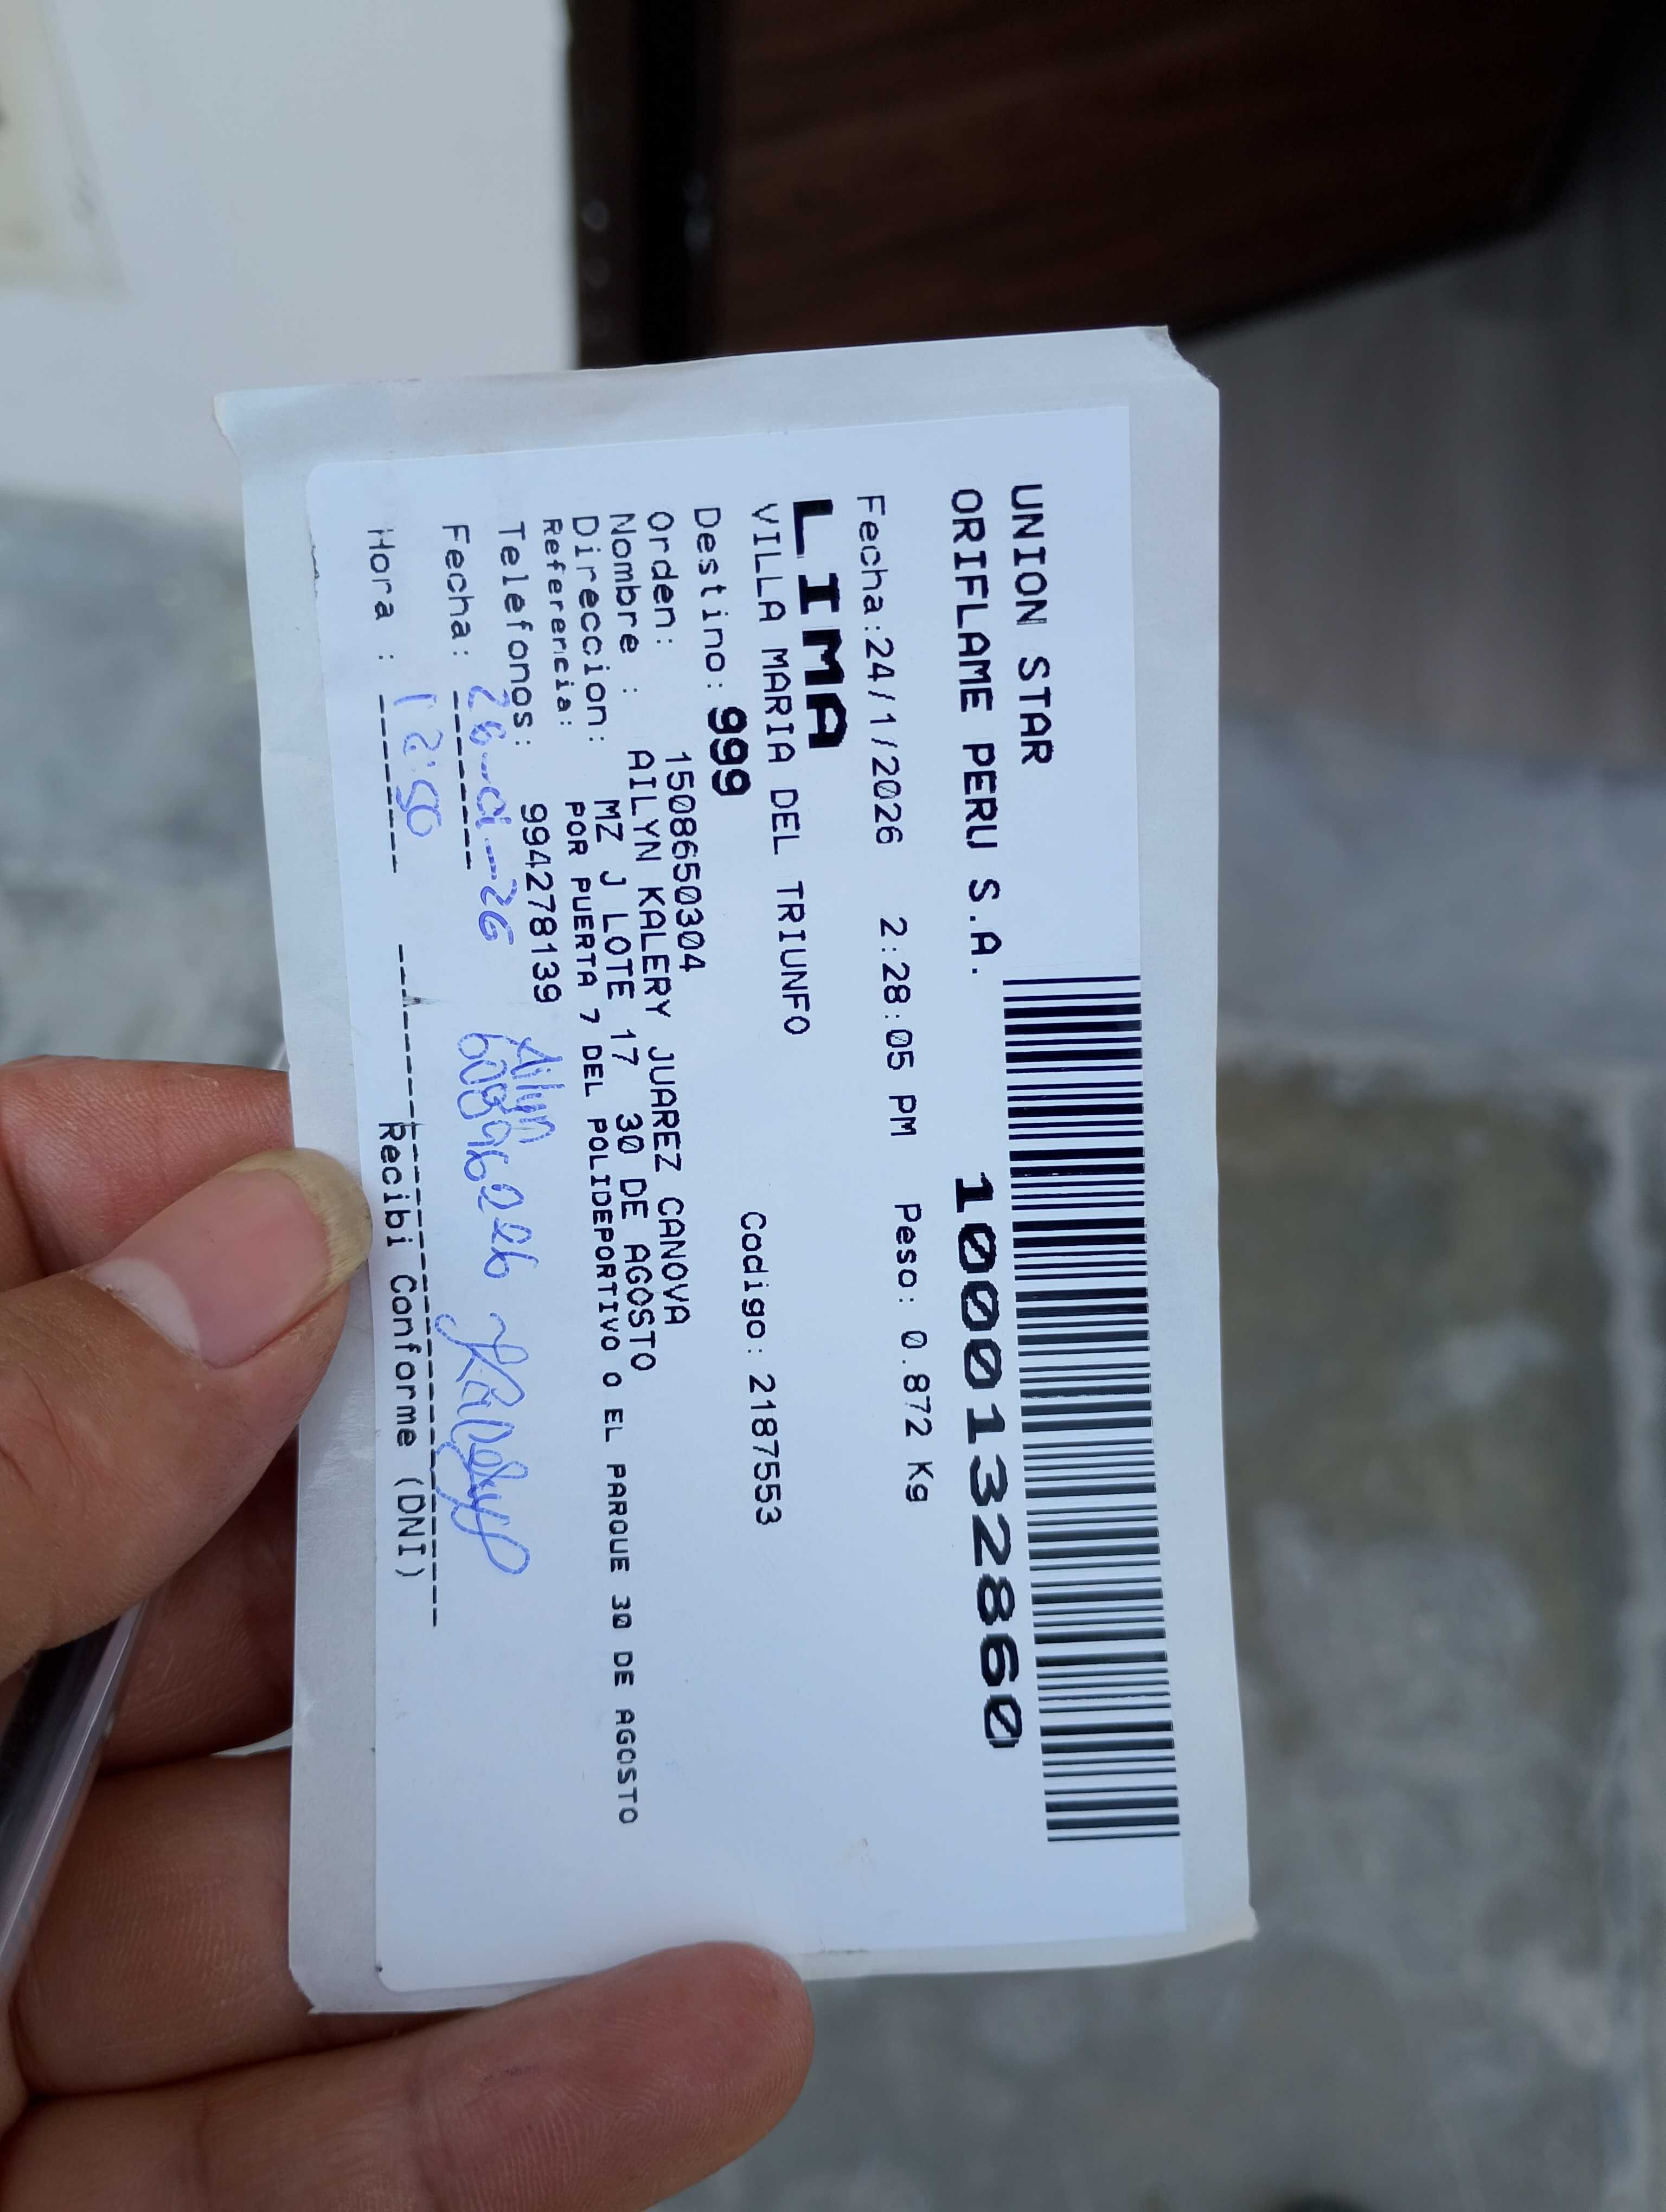 UNION STAR
ORIFLAME PERU S.A.
1000132860
Fecha:24/1/2026 2:28:05 PM Peso: 0.872 Kg
LIMA
VILLA MARIA DEL TRIUNFO
Destino: 999 Codigo: 2187553
Orden: 1508650304
Nombre : AILYN KALERY JUAREZ CANOVA
Direccion: MZ J LOTE 17 30 DE AGOSTO
Referencia: POR PUERTA 7 DEL POLIDEPORTIVO O EL PARQUE 30 DE AGOSTO
Telefonos: 994278139
Ailyn
Fecha: 26-01-26
Hora : 12:50
Recibi Conforme (DNI)